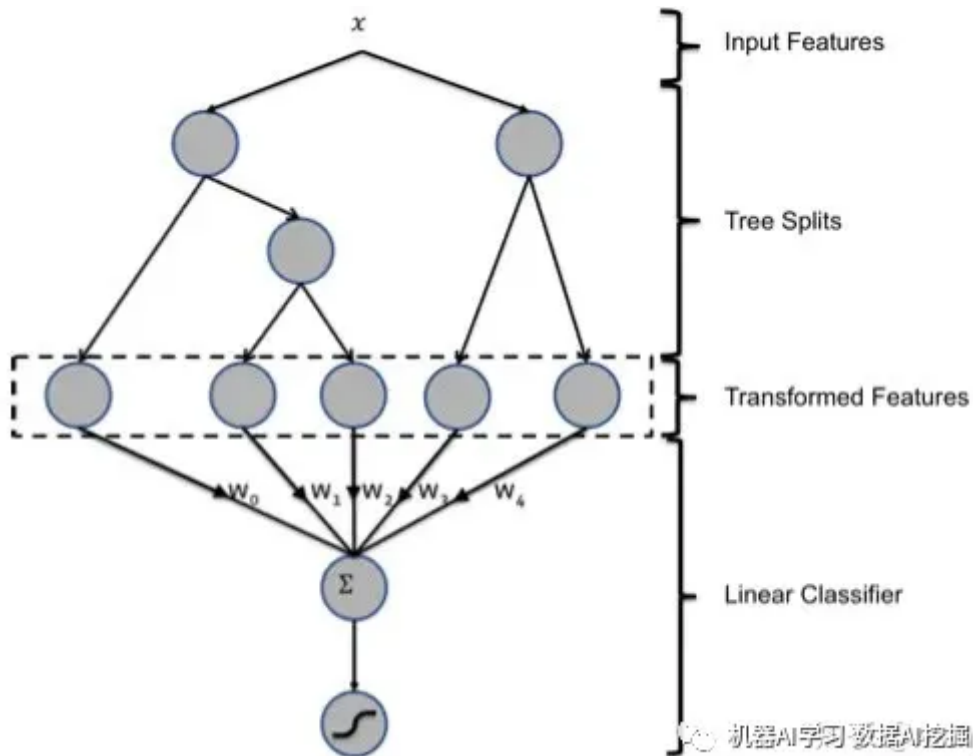 x
Input Features
Tree Splits
Transformed Features
W₀ W₁ W₂ W₃ W₄
Σ
Linear Classifier
机器AI学习 数据AI挖掘